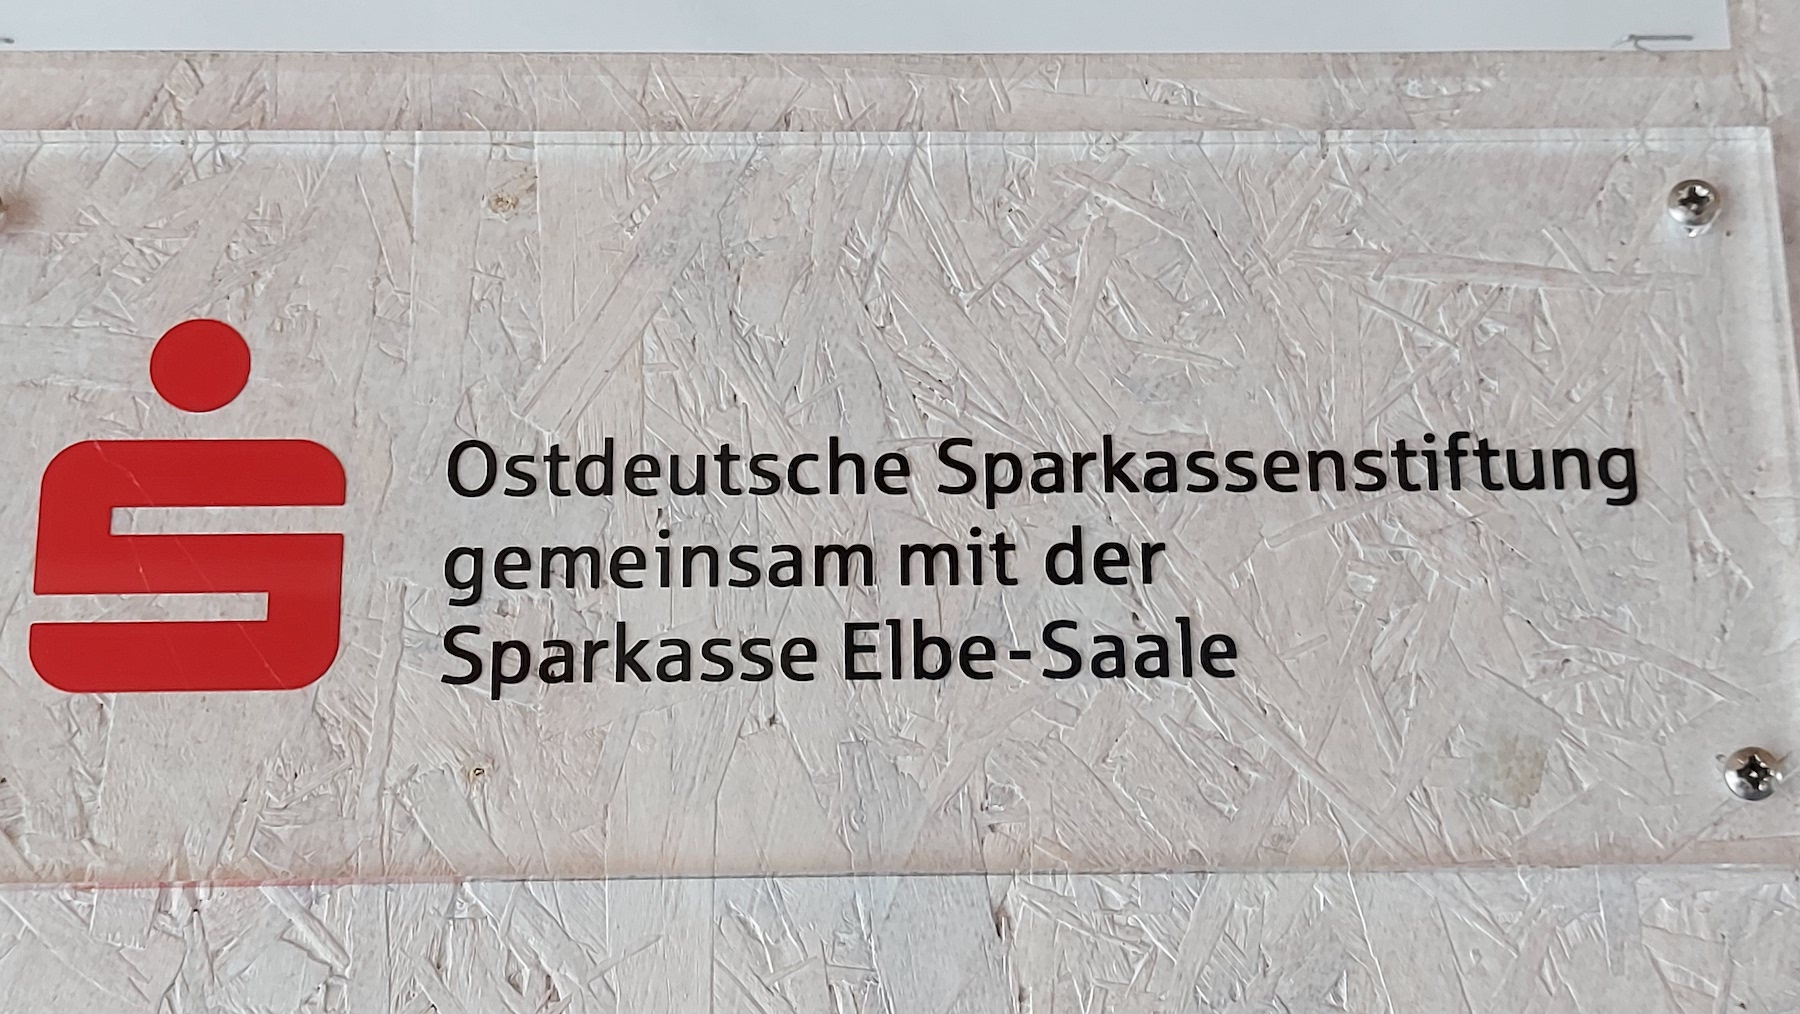 Ostdeutsche Sparkassenstiftung
gemeinsam mit der
Sparkasse Elbe-Saale